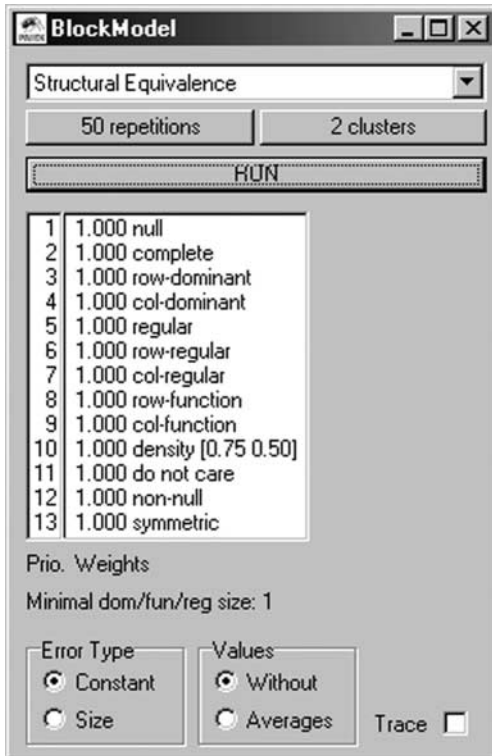 BlockModel
Structural Equivalence
50 repetitions 2 clusters
RUN
1 1.000 null
2 1.000 complete
3 1.000 row-dominant
4 1.000 col-dominant
5 1.000 regular
6 1.000 row-regular
7 1.000 col-regular
8 1.000 row-function
9 1.000 col-function
10 1.000 density [0.75 0.50]
11 1.000 do not care
12 1.000 non-null
13 1.000 symmetric
Prio. Weights
Minimal dom/fun/reg size: 1
Error Type Values
Constant Without
Size Averages Trace